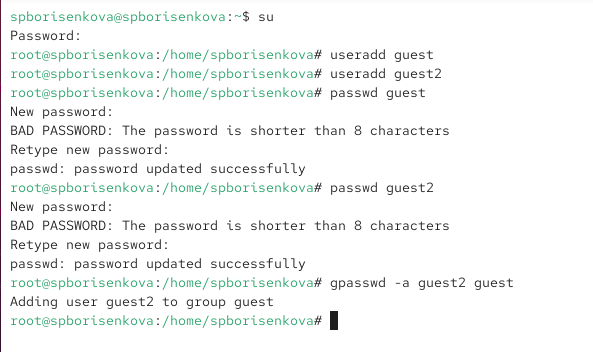 spborisenkova@spborisenkova:~$ su
Password:
root@spborisenkova:/home/spborisenkova# useradd guest
root@spborisenkova:/home/spborisenkova# useradd guest2
root@spborisenkova:/home/spborisenkova# passwd guest
New password:
BAD PASSWORD: The password is shorter than 8 characters
Retype new password:
passwd: password updated successfully
root@spborisenkova:/home/spborisenkova# passwd guest2
New password:
BAD PASSWORD: The password is shorter than 8 characters
Retype new password:
passwd: password updated successfully
root@spborisenkova:/home/spborisenkova# gpasswd -a guest2 guest
Adding user guest2 to group guest
root@spborisenkova:/home/spborisenkova#